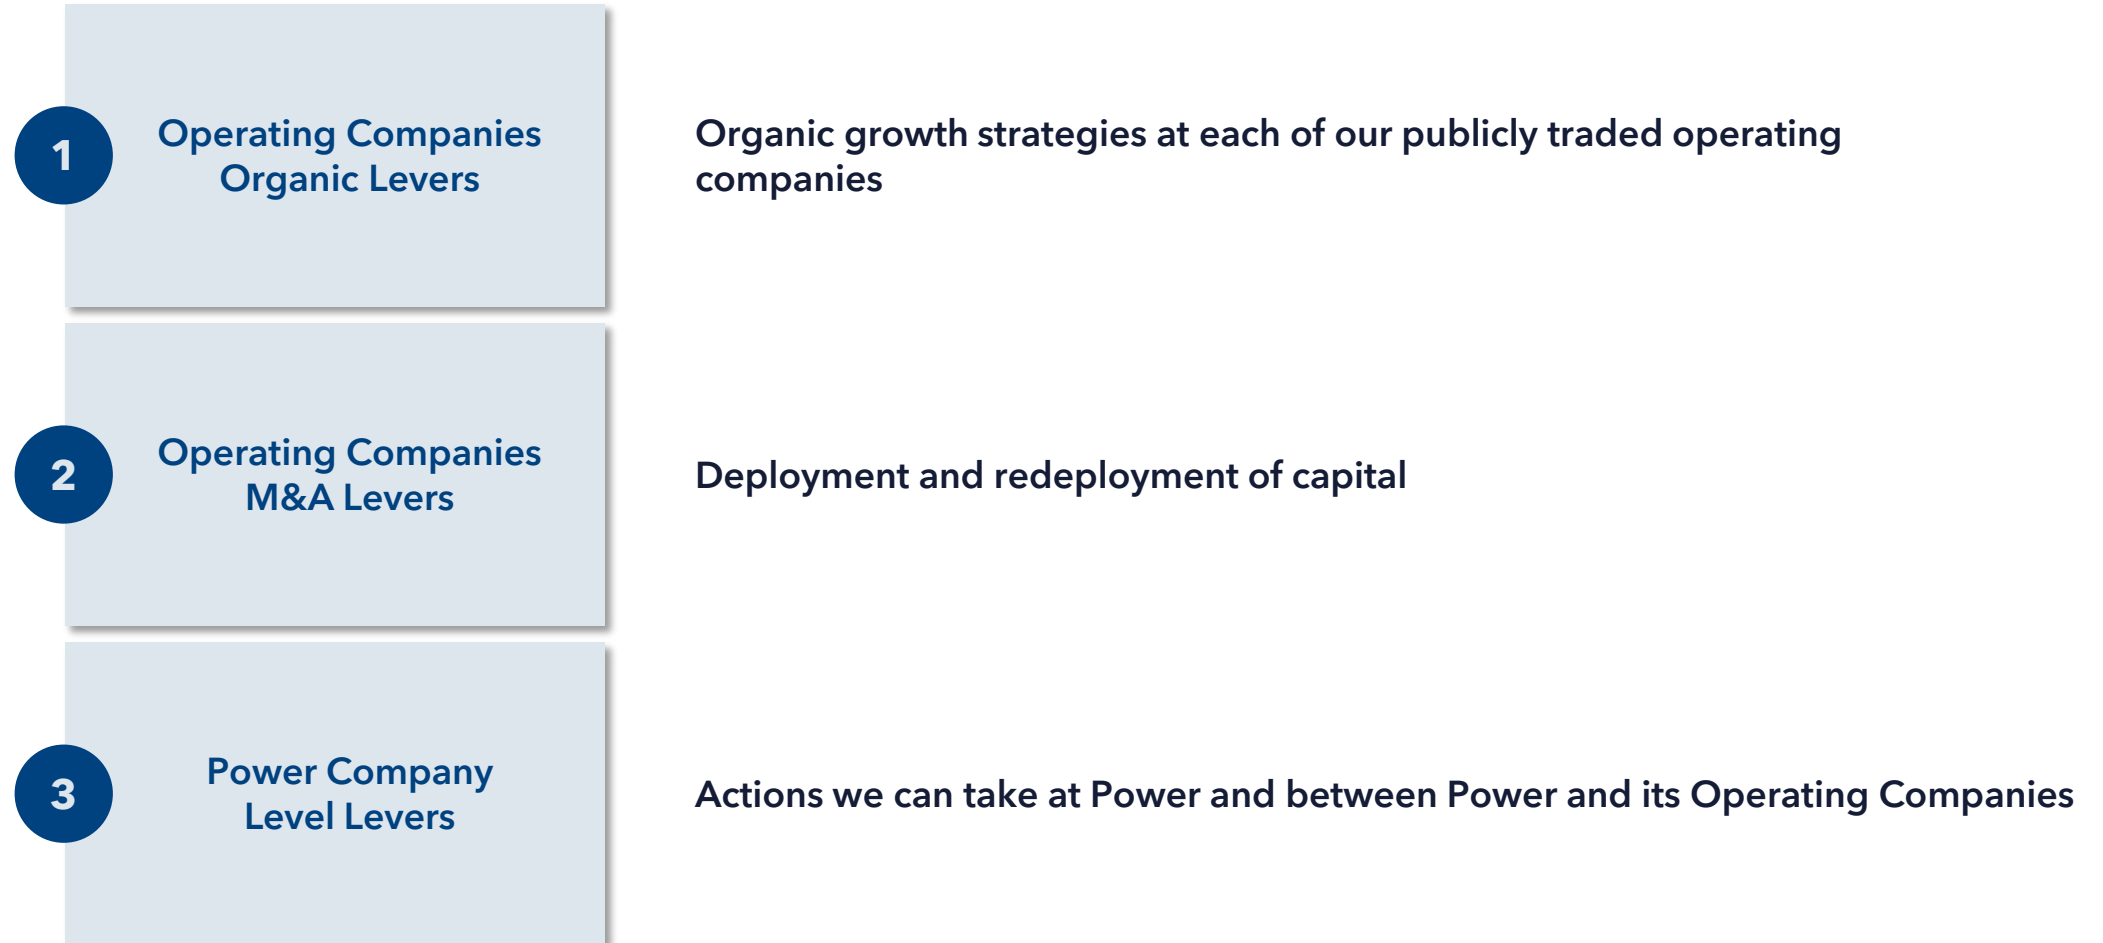 1
Operating Companies
Organic Levers
Organic growth strategies at each of our publicly traded operating
companies
2
Operating Companies
M&A Levers
Deployment and redeployment of capital
3
Power Company
Level Levers
Actions we can take at Power and between Power and its Operating Companies